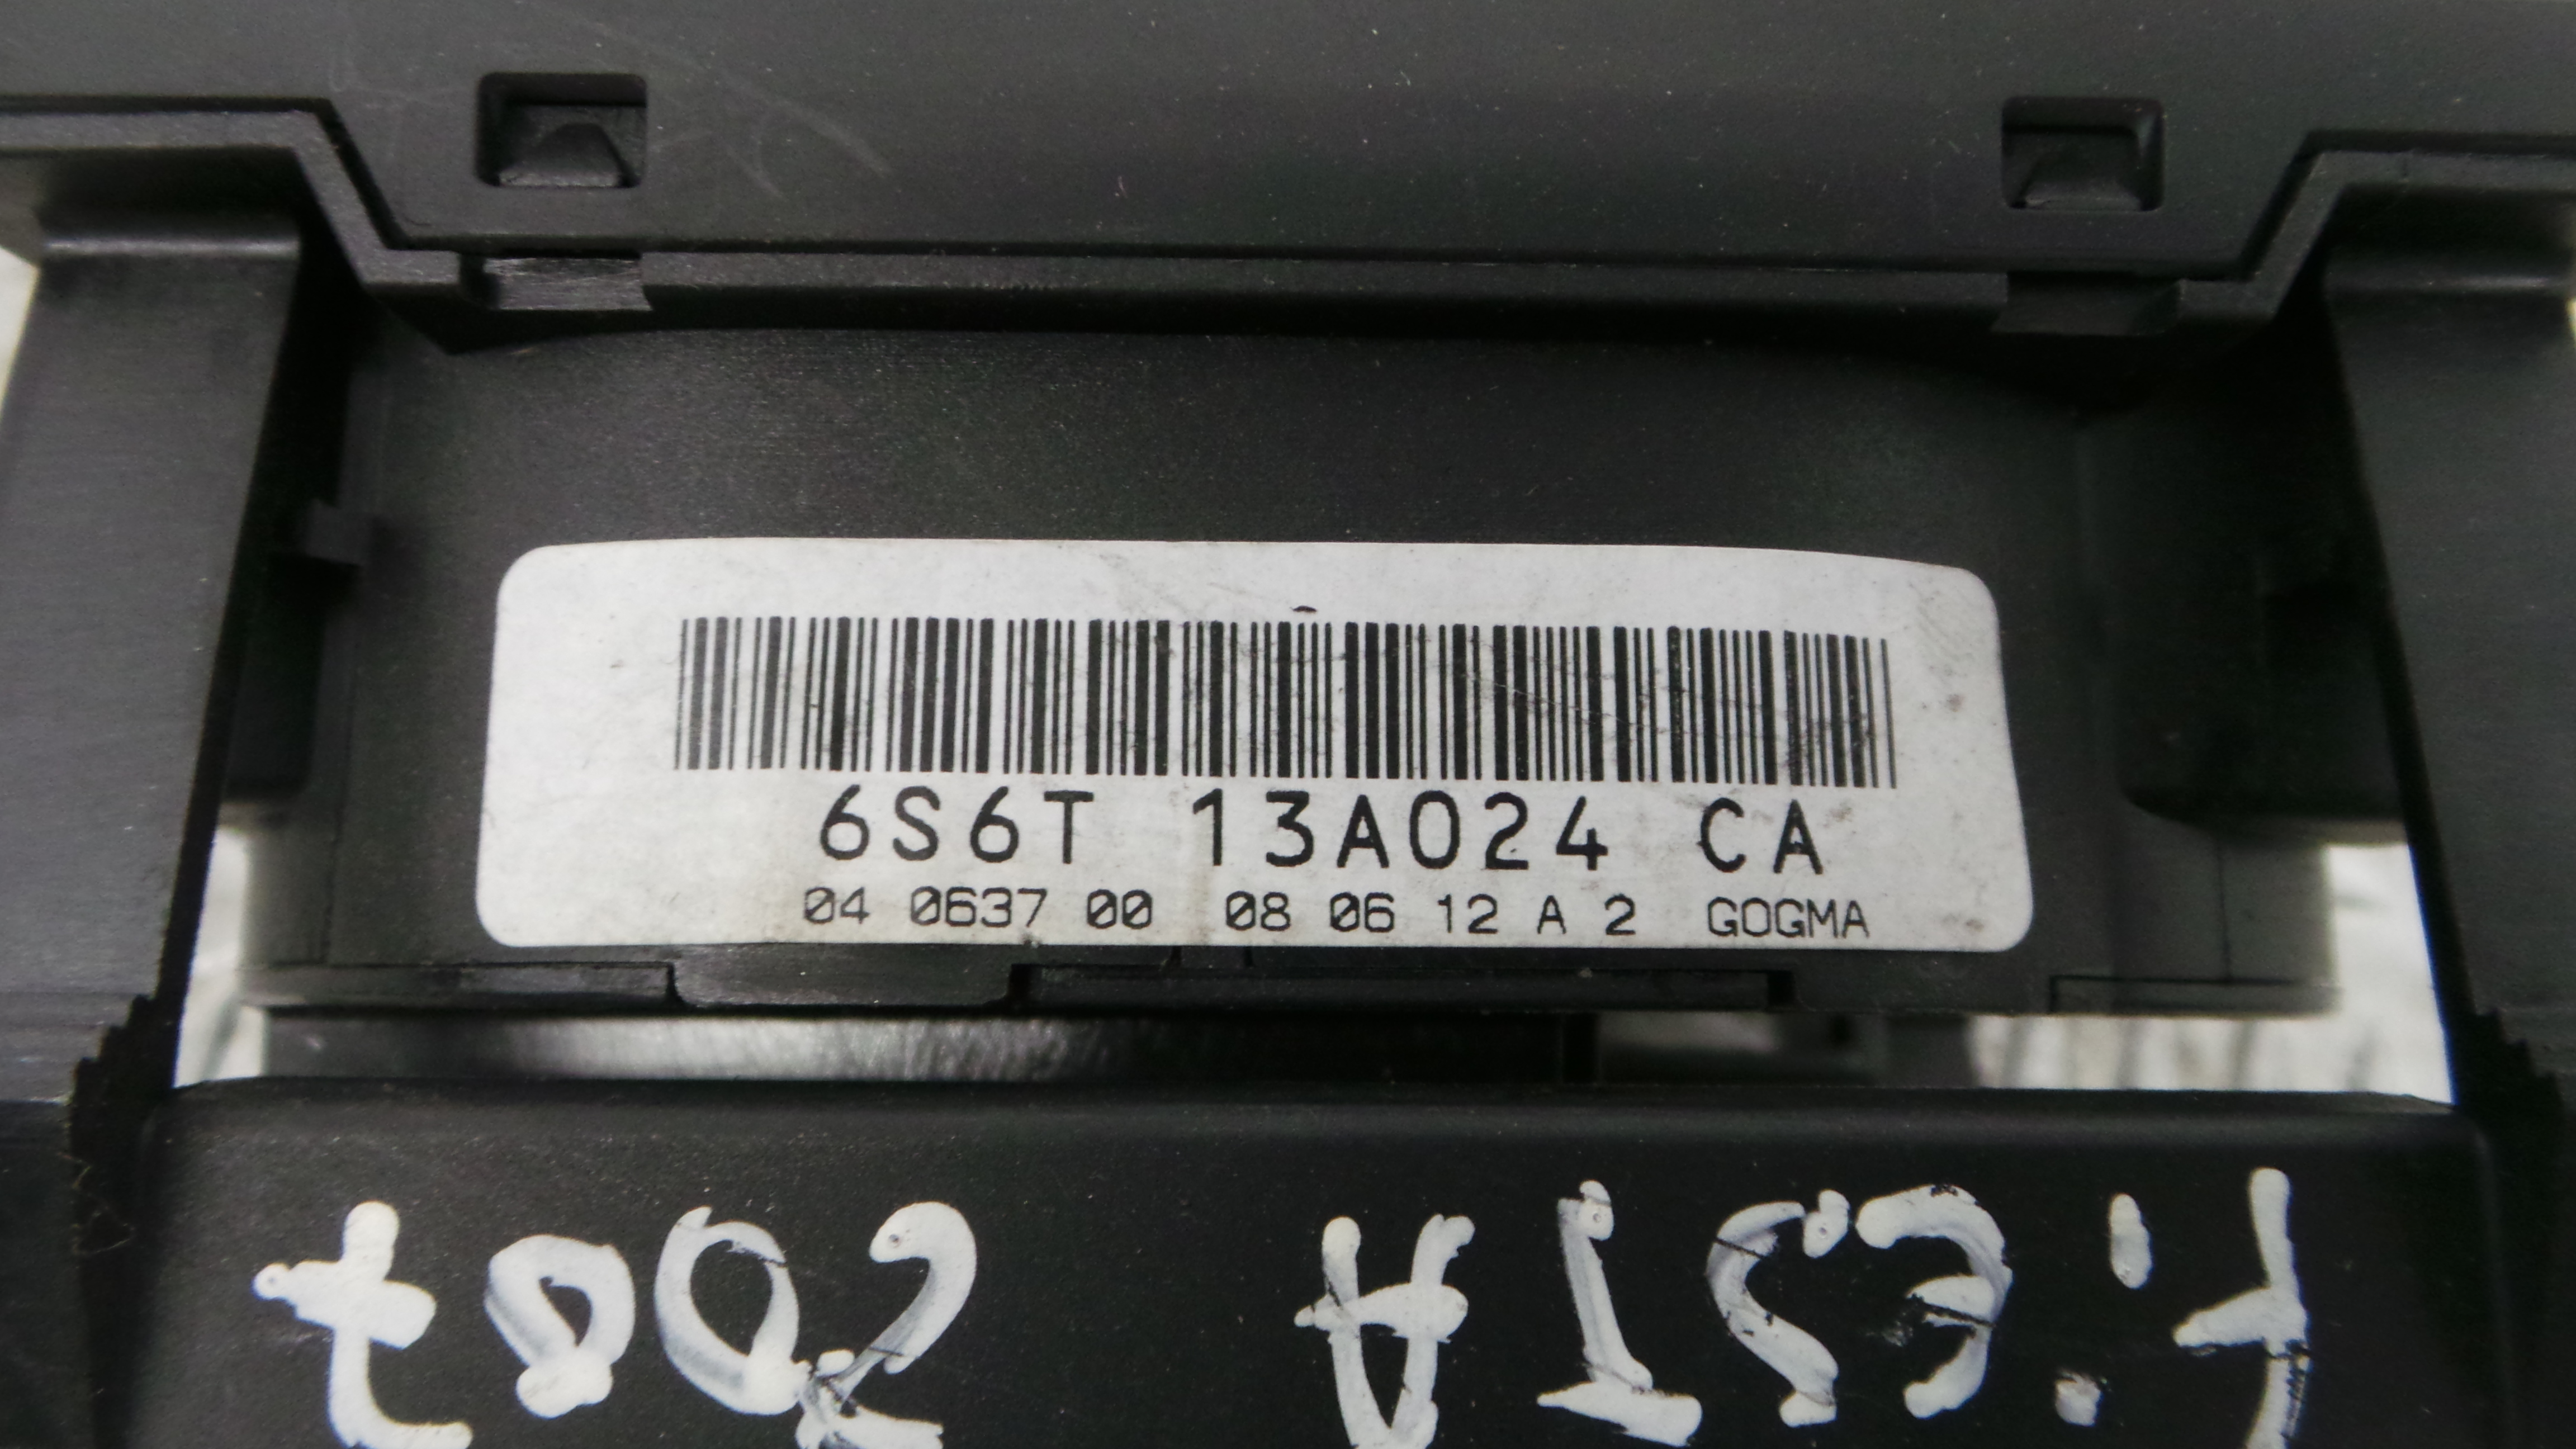 6S6T 13A024 CA
04 0637 00 08 06 12 A 2 GOGMA
FiESTA 2007